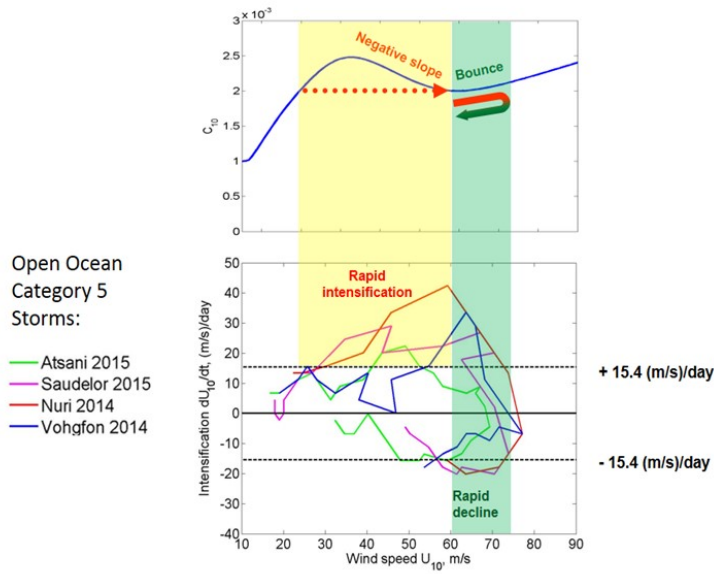 3 × 10⁻³
2.5
2
1.5
1
0.5
0
C₁₀
Negative slope
Bounce
Open Ocean
Category 5
Storms:
Atsani 2015
Saudelor 2015
Nuri 2014
Vohgfon 2014
50
40
30
20
10
0
-10
-20
-30
-40
Intensification dU₁₀/dt, (m/s)/day
Rapid
intensification
Rapid
decline
+ 15.4 (m/s)/day
- 15.4 (m/s)/day
10 20 30 40 50 60 70 80 90
Wind speed U₁₀, m/s